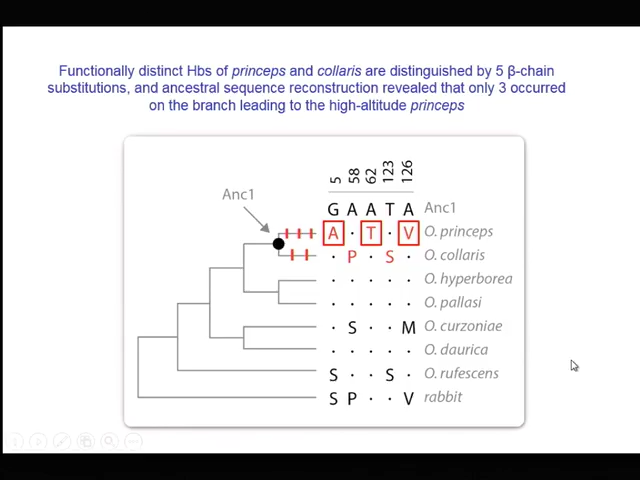 Functionally distinct Hbs of princeps and collaris are distinguished by 5 β-chain
substitutions, and ancestral sequence reconstruction revealed that only 3 occurred
on the branch leading to the high-altitude princeps
5 58 62 123 126
Anc1
G A A T A Anc1
A · T · V O. princeps
· P · S · O. collaris
· · · · · O. hyperborea
· · · · · O. pallasi
· S · · M O. curzoniae
· · · · · O. daurica
S · · S · O. rufescens
S P · · V rabbit